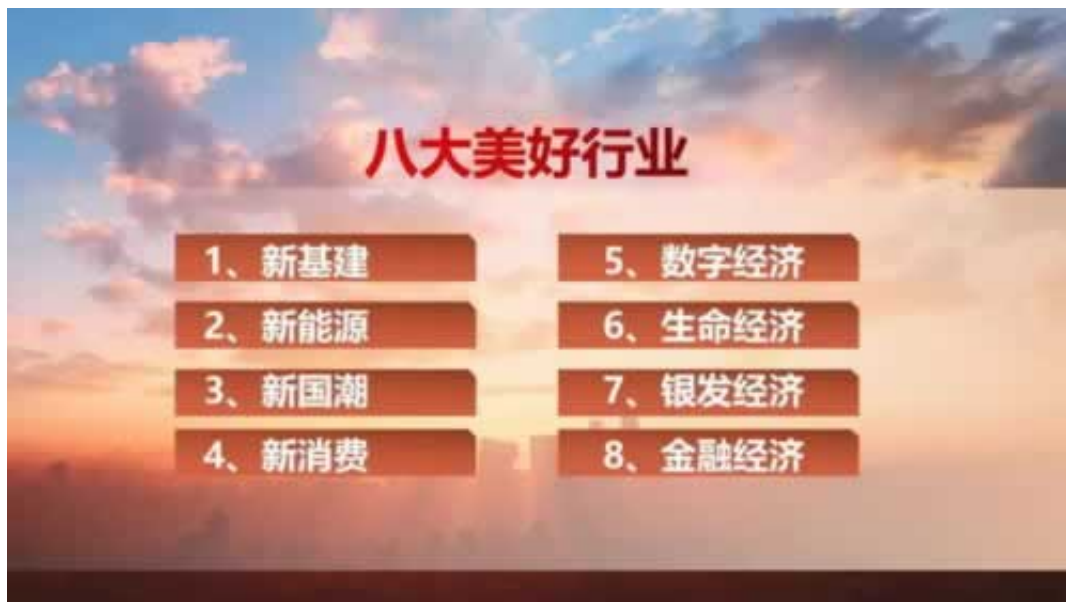 八大美好行业
1、新基建
2、新能源
3、新国潮
4、新消费
5、数字经济
6、生命经济
7、银发经济
8、金融经济